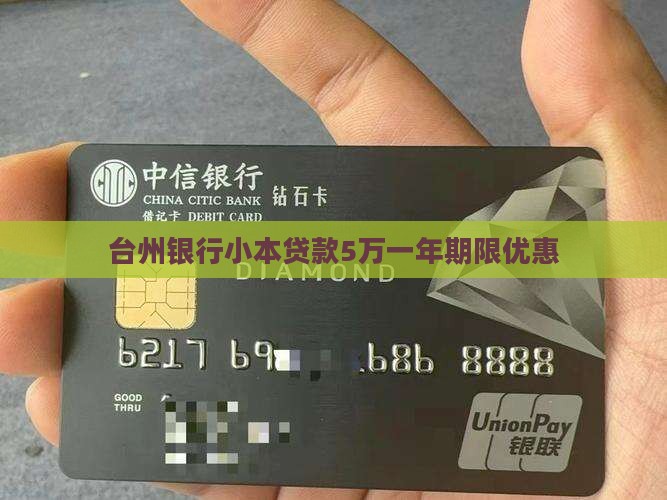 中信银行
CHINA CITIC BANK
钻石卡
借记卡 DEBIT CARD
台州银行小本贷款5万一年期限优惠
DIAMOND
6217 69 686 8888
GOOD
THRU
UnionPay
银联